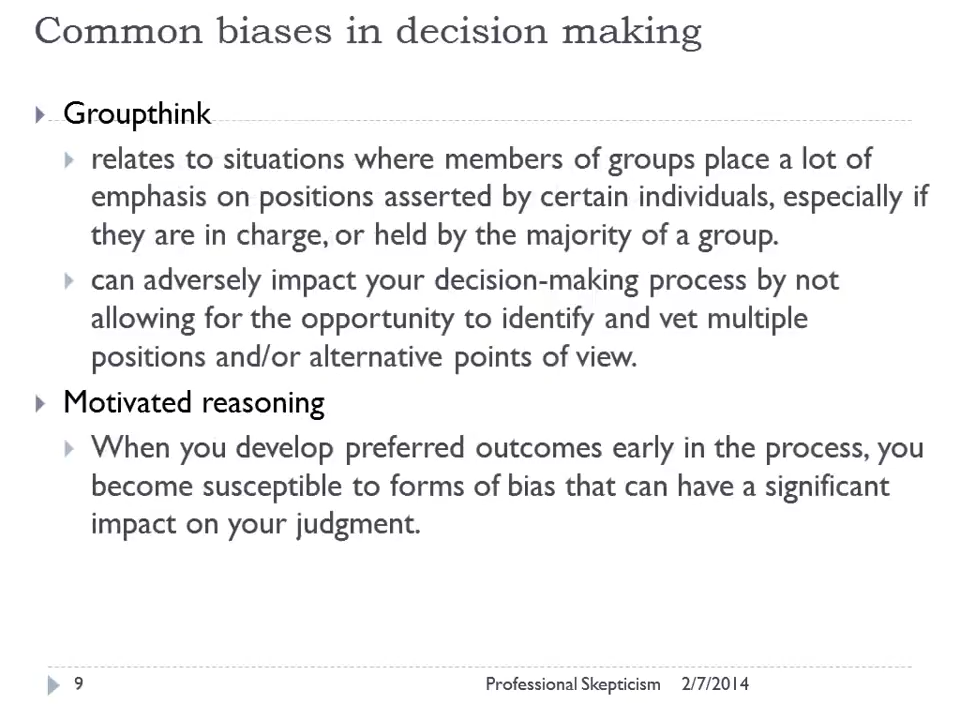 Common biases in decision making
Groupthink
relates to situations where members of groups place a lot of
emphasis on positions asserted by certain individuals, especially if
they are in charge, or held by the majority of a group.
can adversely impact your decision-making process by not
allowing for the opportunity to identify and vet multiple
positions and/or alternative points of view.
Motivated reasoning
When you develop preferred outcomes early in the process, you
become susceptible to forms of bias that can have a significant
impact on your judgment.
9 Professional Skepticism 2/7/2014